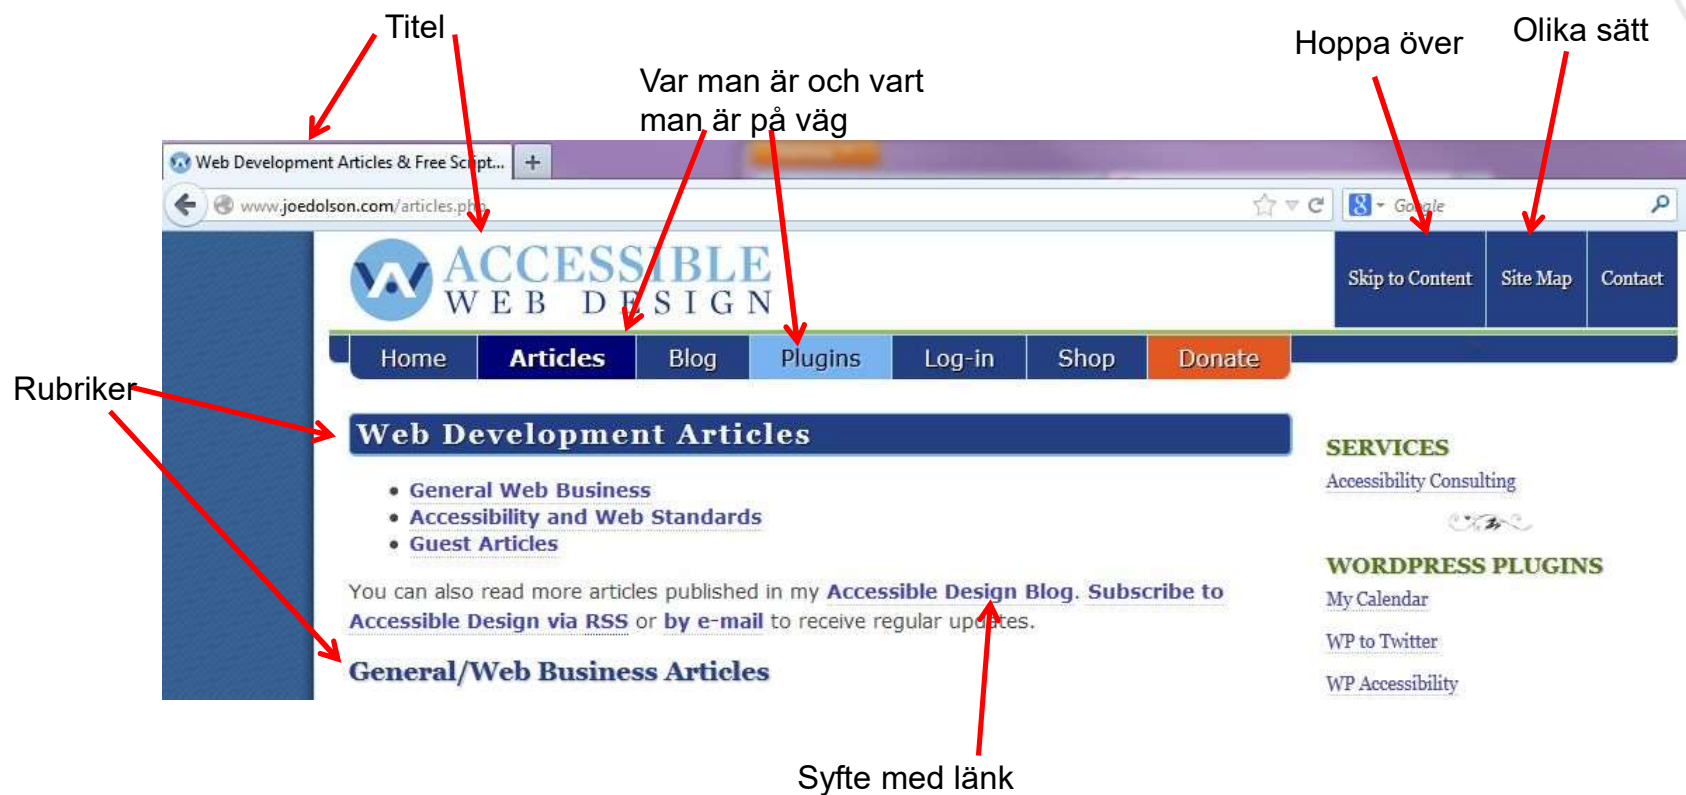 Titel
Olika sätt
Hoppa över
Var man är och vart
man är på väg
Web Development Articles & Free Script... +
www.joedolson.com/articles.php
Google
ACCESSIBLE
WEB DESIGN
Skip to Content Site Map Contact
Home Articles Blog Plugins Log-in Shop Donate
Rubriker
Web Development Articles
• General Web Business
• Accessibility and Web Standards
• Guest Articles
You can also read more articles published in my Accessible Design Blog. Subscribe to
Accessible Design via RSS or by e-mail to receive regular updates.
General/Web Business Articles
SERVICES
Accessibility Consulting
WORDPRESS PLUGINS
My Calendar
WP to Twitter
WP Accessibility
Syfte med länk